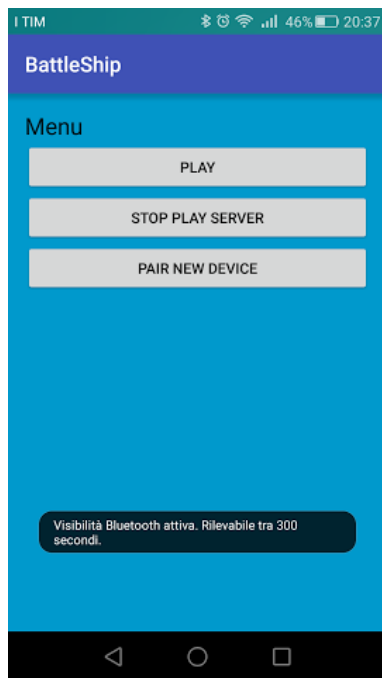 I TIM 46% 20:37
BattleShip
Menu
PLAY
STOP PLAY SERVER
PAIR NEW DEVICE
Visibilità Bluetooth attiva. Rilevabile tra 300
secondi.